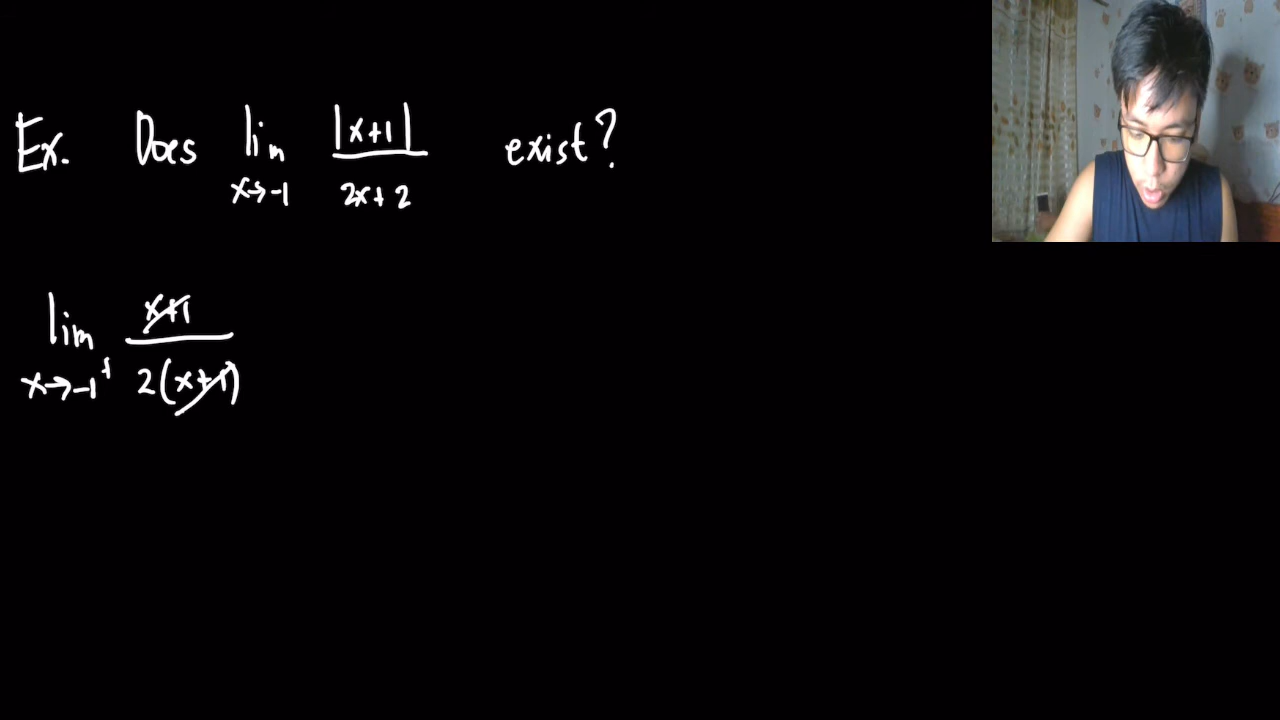 Ex. Does lim x→-1 |x+1| / 2x+2 exist?
lim x→-1⁺ x+1 / 2(x+1)